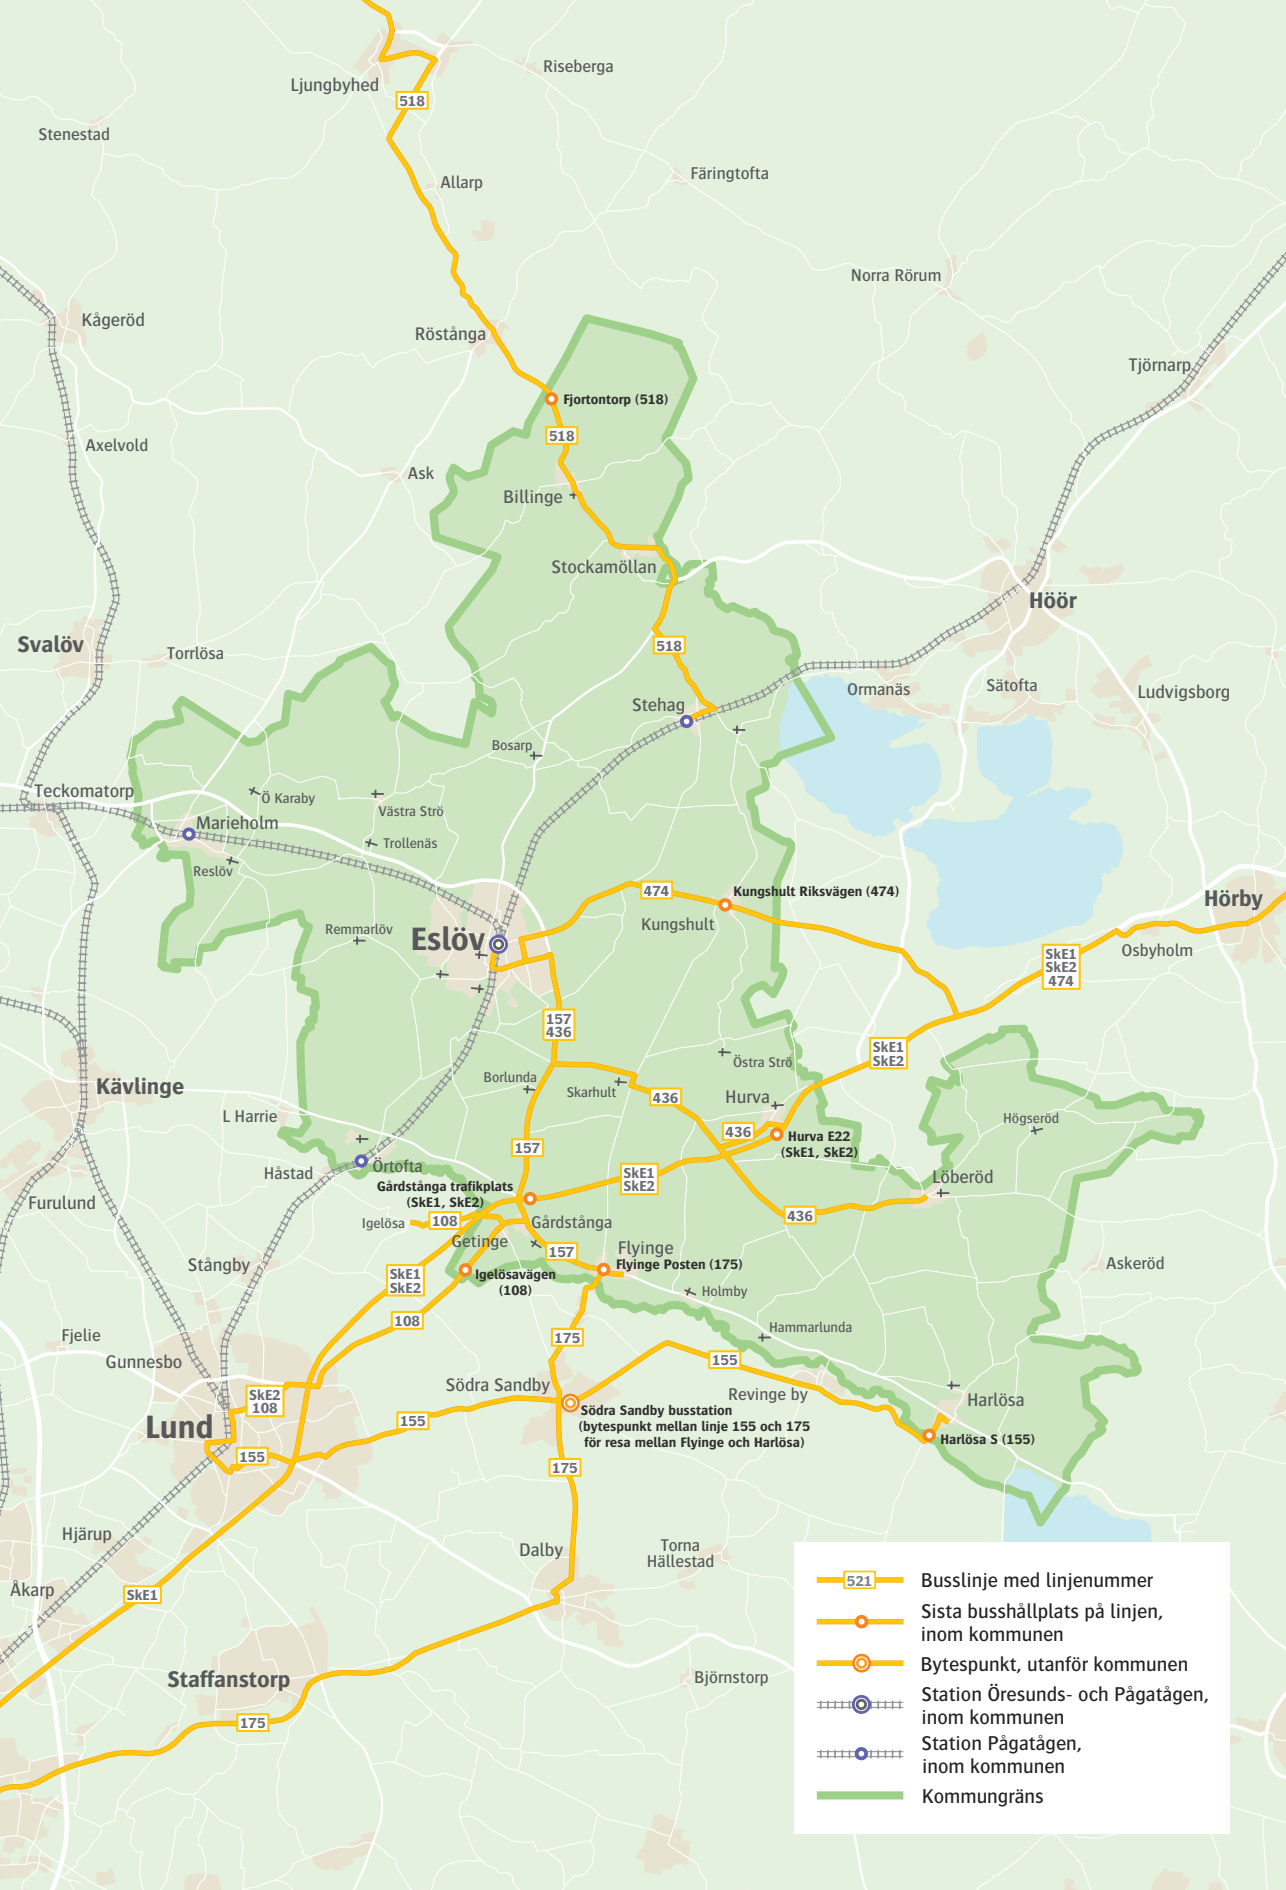 Riseberga
Ljungbyhed
518
Stenestad
Färingtofta
Allarp
Norra Rörum
Kågeröd
Röstånga
Tjörnarp
Fjortontorp (518)
518
Axelvold
Ask
Billinge
Stockamöllan
Höör
Svalöv
518
Torrlösa
Ormanäs
Sätofta
Ludvigsborg
Stehag
Bosarp
Teckomatorp
Ö Karaby
Västra Strö
Marieholm
Trollenäs
Reslöv
474
Kungshult Riksvägen (474)
Hörby
Kungshult
Remmarlöv
Eslöv
Osbyholm
SkE1
SkE2
474
157
436
SkE1
SkE2
Östra Strö
Borlunda
Skarhult
436
Hurva
Kävlinge
L Harrie
Högseröd
436
Hurva E22
(SkE1, SkE2)
157
Örtofta
Håstad
SkE1
SkE2
Löberöd
Gårdstånga trafikplats
(SkE1, SkE2)
Furulund
436
Igelösa
108
Gårdstånga
Getinge
157
Flyinge
Flyinge Posten (175)
Stångby
Askeröd
SkE1
SkE2
Igelösavägen
(108)
Holmby
108
Hammarlunda
Fjelie
175
Gunnesbo
155
Södra Sandby
Revinge by
SkE2
108
Harlösa
Södra Sandby busstation
(bytespunkt mellan linje 155 och 175
för resa mellan Flyinge och Harlösa)
155
Lund
Harlösa S (155)
155
175
Hjärup
Dalby
Torna
Hällestad
Åkarp
SkE1
Staffanstorp
Björnstorp
175
521
Busslinje med linjenummer
Sista busshållplats på linjen,
inom kommunen
Bytespunkt, utanför kommunen
Station Öresunds- och Pågatågen,
inom kommunen
Station Pågatågen,
inom kommunen
Kommungräns